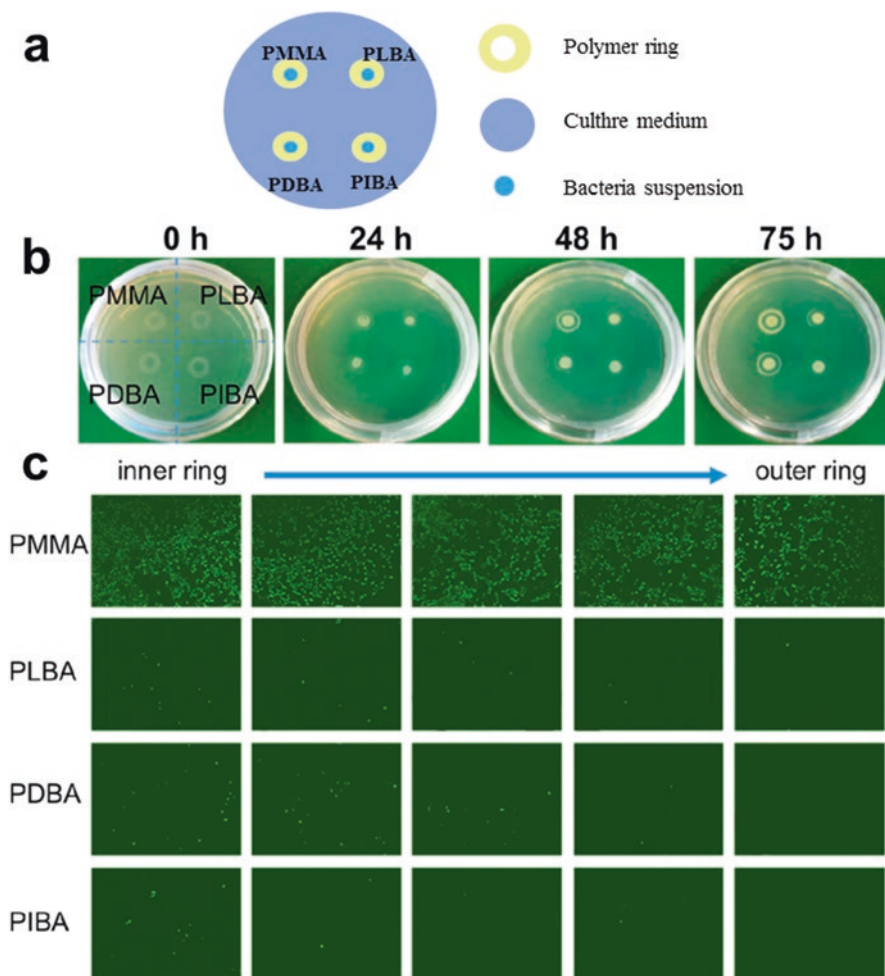 a
PMMA PLBA
PDBA PIBA
Polymer ring
Culthre medium
Bacteria suspension
b
0 h 24 h 48 h 75 h
PMMA PLBA
PDBA PIBA
c
inner ring outer ring
PMMA
PLBA
PDBA
PIBA